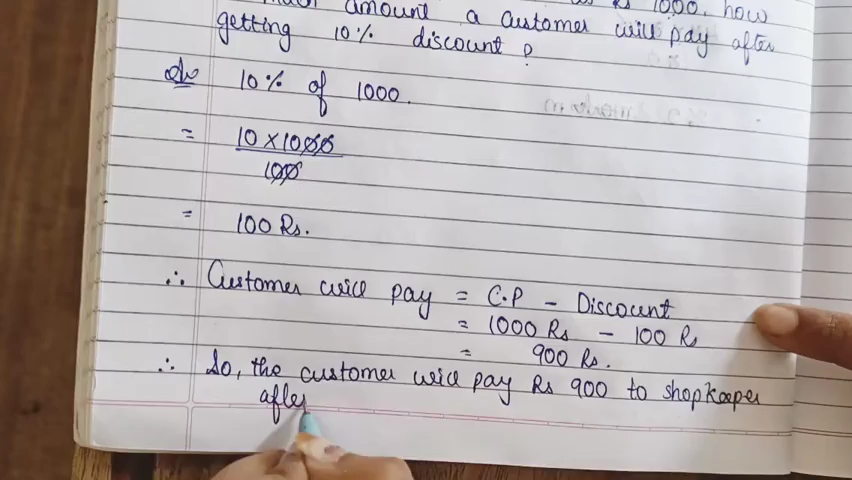 amount a customer will pay after
getting 10% discount ?
10% of 1000.
= 10 x 1000
100
= 100 Rs.
∴ Customer will pay = C.P - Discount
= 1000 Rs - 100 Rs
= 900 Rs.
∴ So, the customer will pay Rs 900 to shopkeeper
after